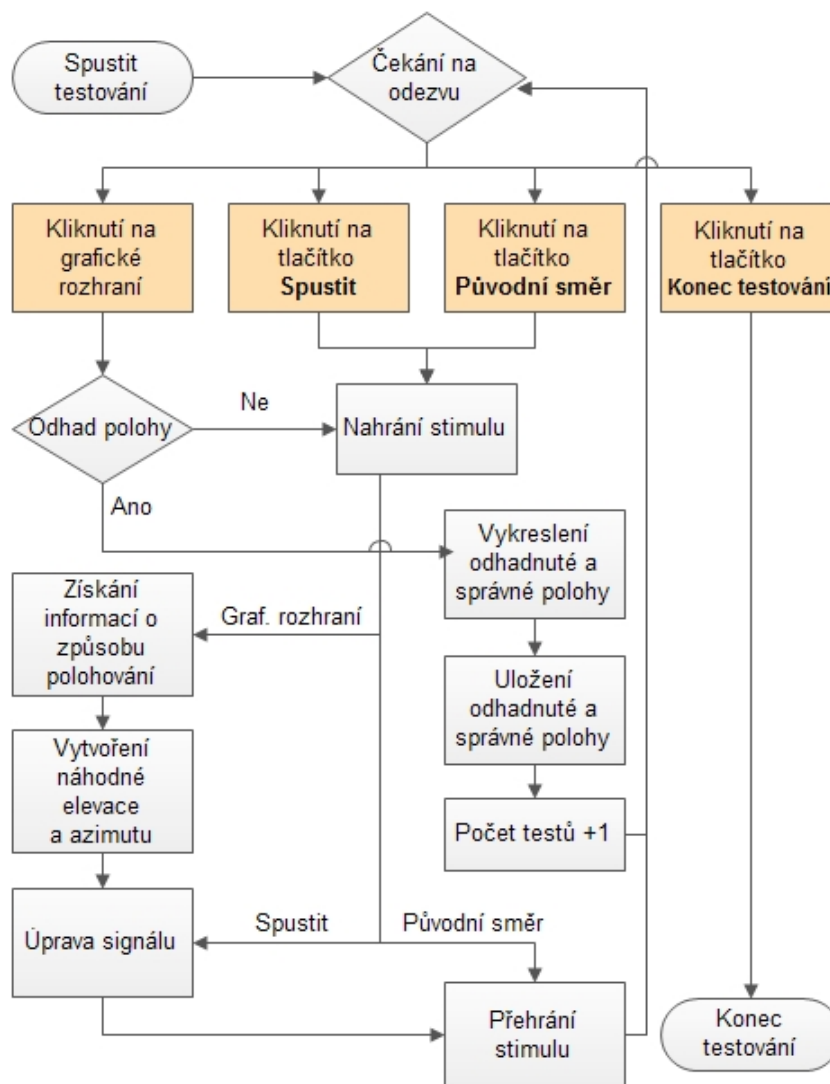 Spustit
testování
Čekání na
odezvu
Kliknutí na
grafické
rozhraní
Kliknutí na
tlačítko
Spustit
Kliknutí na
tlačítko
Původní směr
Kliknutí na
tlačítko
Konec testování
Odhad polohy
Ne
Nahrání stimulu
Ano
Vykreslení
odhadnuté a
správné polohy
Získání
informací o
způsobu
polohování
Graf. rozhraní
Uložení
odhadnuté a
správné polohy
Vytvoření
náhodné
elevace
a azimutu
Počet testů +1
Úprava signálu
Spustit
Původní směr
Přehrání
stimulu
Konec
testování